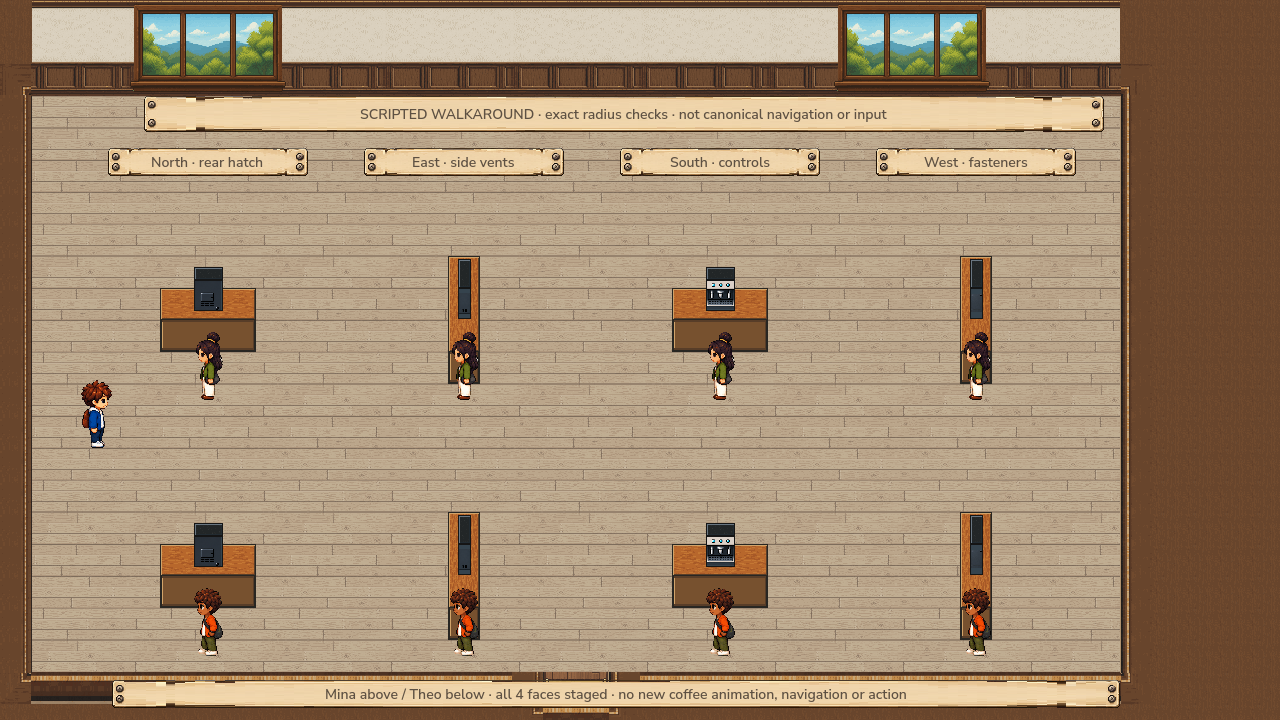 SCRIPTED WALKAROUND · exact radius checks · not canonical navigation or input
North · rear hatch
East · side vents
South · controls
West · fasteners
Mina above / Theo below · all 4 faces staged · no new coffee animation, navigation or action